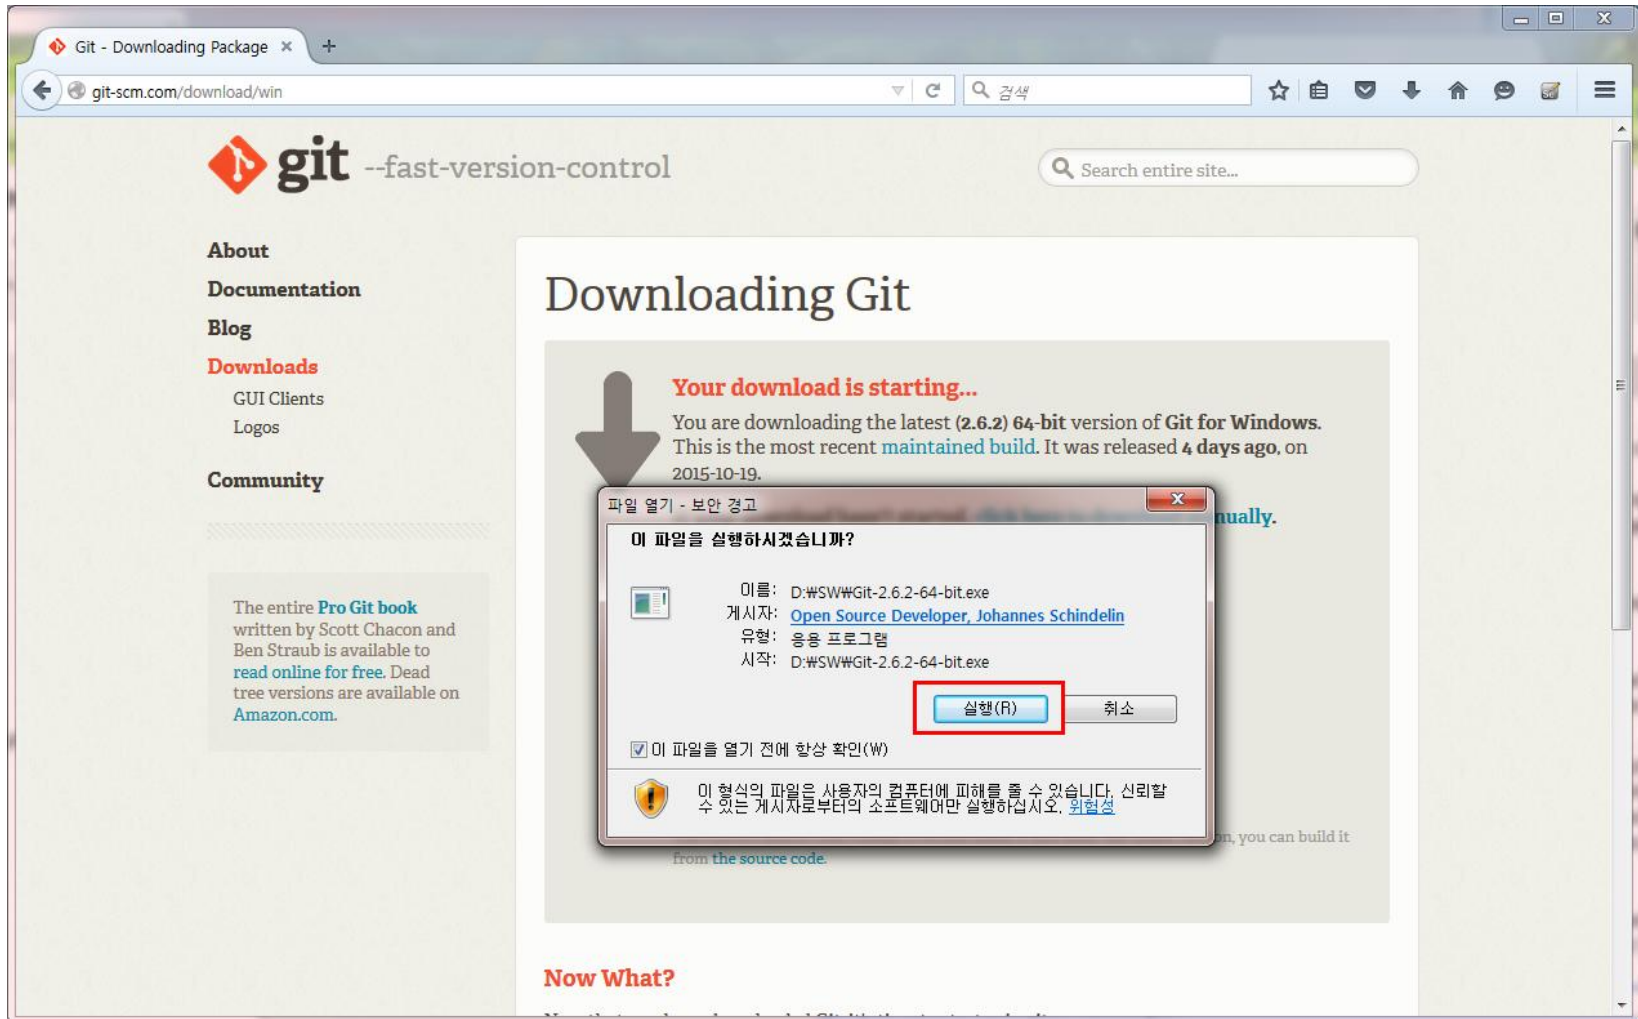 Git - Downloading Package
git-scm.com/download/win
검색
git --fast-version-control
Search entire site...
About
Documentation
Blog
Downloads
GUI Clients
Logos
Community
The entire Pro Git book
written by Scott Chacon and
Ben Straub is available to
read online for free. Dead
tree versions are available on
Amazon.com.
Downloading Git
Your download is starting...
You are downloading the latest (2.6.2) 64-bit version of Git for Windows.
This is the most recent maintained build. It was released 4 days ago, on
2015-10-19.
nually.
파일 열기 - 보안 경고
이 파일을 실행하시겠습니까?
이름: D:₩SW₩Git-2.6.2-64-bit.exe
게시자: Open Source Developer, Johannes Schindelin
유형: 응용 프로그램
시작: D:₩SW₩Git-2.6.2-64-bit.exe
실행(R) 취소
이 파일을 열기 전에 항상 확인(W)
이 형식의 파일은 사용자의 컴퓨터에 피해를 줄 수 있습니다. 신뢰할
수 있는 게시자로부터의 소프트웨어만 실행하십시오. 위험성
on, you can build it
from the source code.
Now What?